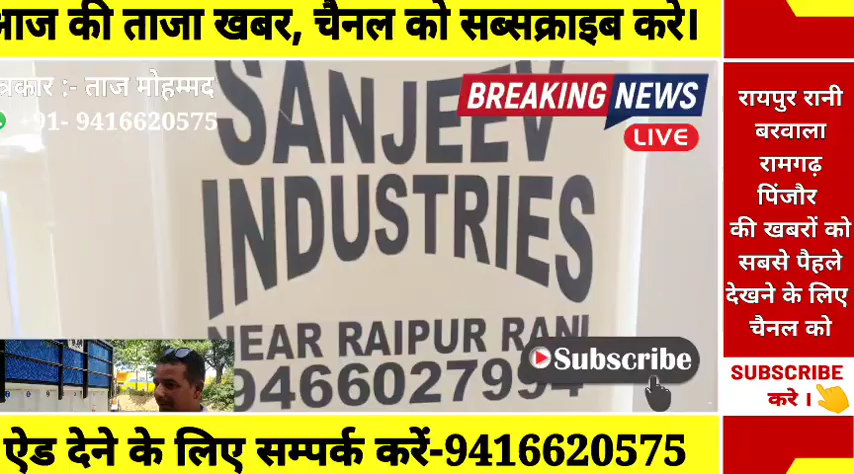 आज की ताजा खबर, चैनल को सब्सक्राइब करे।
त्रकार :- ताज मोहम्मद
+91- 9416620575
BREAKING NEWS
LIVE
SANJEEV
INDUSTRIES
NEAR RAIPUR RANI
9466027994
Subscribe
रायपुर रानी
बरवाला
रामगढ़
पिंजौर
की खबरों को
सबसे पैहले
देखने के लिए
चैनल को
SUBSCRIBE
करे ।
ऐड देने के लिए सम्पर्क करें-9416620575